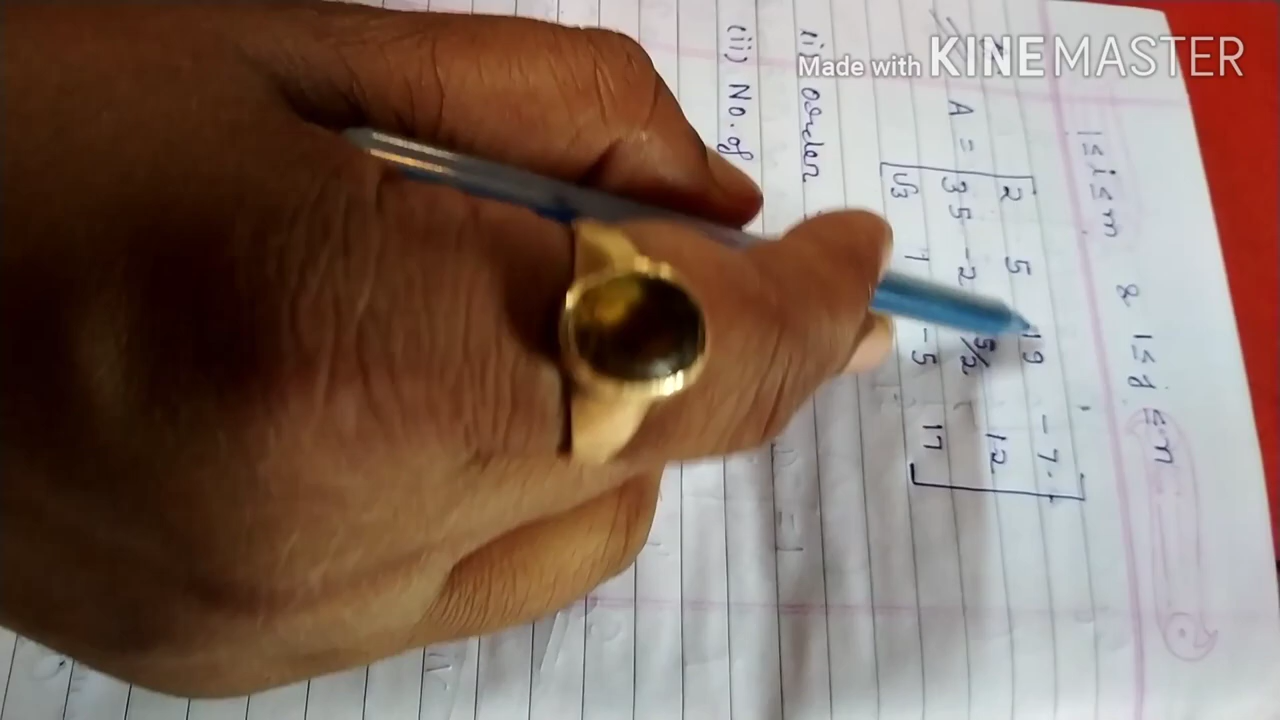 Made with KINEMASTER
1 ≤ i ≤ m & 1 ≤ j ≤ n
A =
2 5 19 -7
35 -2 5/2 12
√3 1 -5 17
(i) order
(ii) No. of